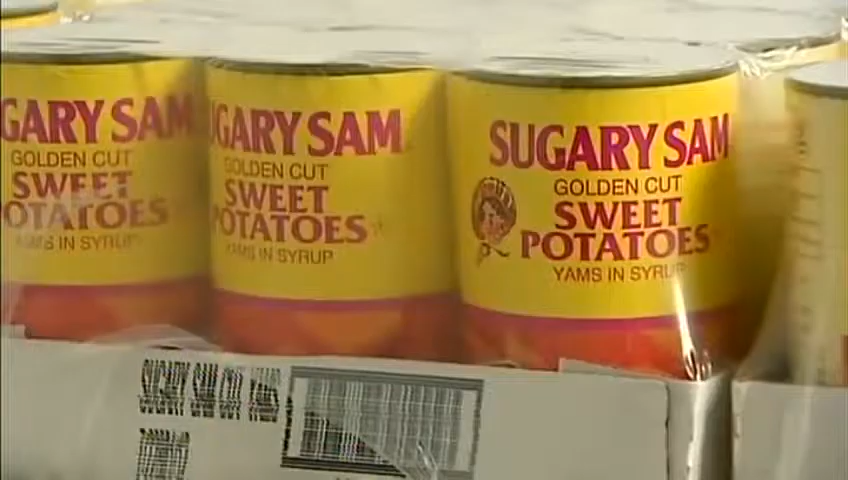 GARY SAM
GOLDEN CUT
SWEET
POTATOES
YAMS IN SYRUP
UGARY SAM
GOLDEN CUT
SWEET
POTATOES
YAMS IN SYRUP
SUGARY SAM
GOLDEN CUT
SWEET
POTATOES
YAMS IN SYRUP
SUGARY SAM CUT YAMS